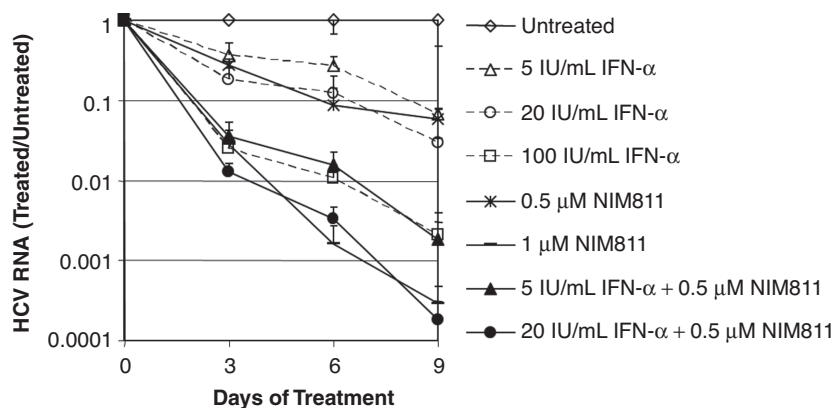 HCV RNA (Treated/Untreated)
1
0.1
0.01
0.001
0.0001
0 3 6 9
Days of Treatment
Untreated
5 IU/mL IFN-α
20 IU/mL IFN-α
100 IU/mL IFN-α
0.5 μM NIM811
1 μM NIM811
5 IU/mL IFN-α + 0.5 μM NIM811
20 IU/mL IFN-α + 0.5 μM NIM811